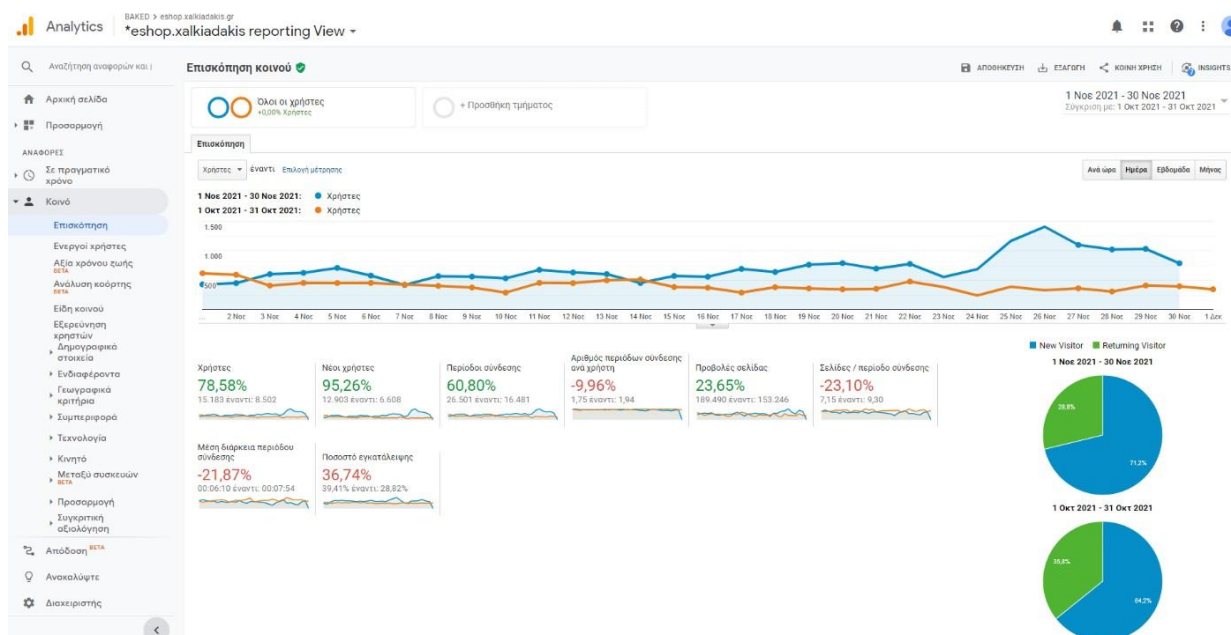 BAKED > eshop.xalkiadakis.gr
Analytics
*eshop.xalkiadakis reporting View
Αναζήτηση αναφορών και
Αρχική σελίδα
Προσαρμογή
ΑΝΑΦΟΡΕΣ
Σε πραγματικό
χρόνο
Κοινό
Επισκόπηση
Ενεργοί χρήστες
Αξία χρόνου ζωής
BETA
Ανάλυση κοόρτης
BETA
Είδη κοινού
Εξερεύνηση
χρηστών
Δημογραφικά
στοιχεία
Ενδιαφέροντα
Γεωγραφικά
κριτήρια
Συμπεριφορά
Τεχνολογία
Κινητό
Μεταξύ συσκευών
BETA
Προσαρμογή
Συγκριτική
αξιολόγηση
Απόδοση BETA
Ανακαλύψτε
Διαχειριστής
Επισκόπηση κοινού
ΑΠΟΘΗΚΕΥΣΗ ΕΞΑΓΩΓΗ ΚΟΙΝΗ ΧΡΗΣΗ INSIGHTS
Όλοι οι χρήστες
+0,00% Χρήστες
+ Προσθήκη τμήματος
1 Νοε 2021 - 30 Νοε 2021
Σύγκριση με: 1 Οκτ 2021 - 31 Οκτ 2021
Επισκόπηση
Χρήστες έναντι Επιλογή μέτρησης
Ανά ώρα Ημέρα Εβδομάδα Μήνας
1 Νοε 2021 - 30 Νοε 2021: Χρήστες
1 Οκτ 2021 - 31 Οκτ 2021: Χρήστες
1.500
1.000
500
... 2 Νοε 3 Νοε 4 Νοε 5 Νοε 6 Νοε 7 Νοε 8 Νοε 9 Νοε 10 Νοε 11 Νοε 12 Νοε 13 Νοε 14 Νοε 15 Νοε 16 Νοε 17 Νοε 18 Νοε 19 Νοε 20 Νοε 21 Νοε 22 Νοε 23 Νοε 24 Νοε 25 Νοε 26 Νοε 27 Νοε 28 Νοε 29 Νοε 30 Νοε 1 Δεκ
Χρήστες
78,58%
15.183 έναντι: 8.502
Νέοι χρήστες
95,26%
12.903 έναντι: 6.608
Περίοδοι σύνδεσης
60,80%
26.501 έναντι: 16.481
Αριθμός περιόδων σύνδεσης
ανά χρήστη
-9,96%
1,75 έναντι: 1,94
Προβολές σελίδας
23,65%
189.490 έναντι: 153.246
Σελίδες / περίοδο σύνδεσης
-23,10%
7,15 έναντι: 9,30
Μέση διάρκεια περιόδου
σύνδεσης
-21,87%
00:06:10 έναντι: 00:07:54
Ποσοστό εγκατάλειψης
36,74%
39,41% έναντι: 28,82%
New Visitor Returning Visitor
1 Νοε 2021 - 30 Νοε 2021
28,8%
71,2%
1 Οκτ 2021 - 31 Οκτ 2021
35,8%
64,2%